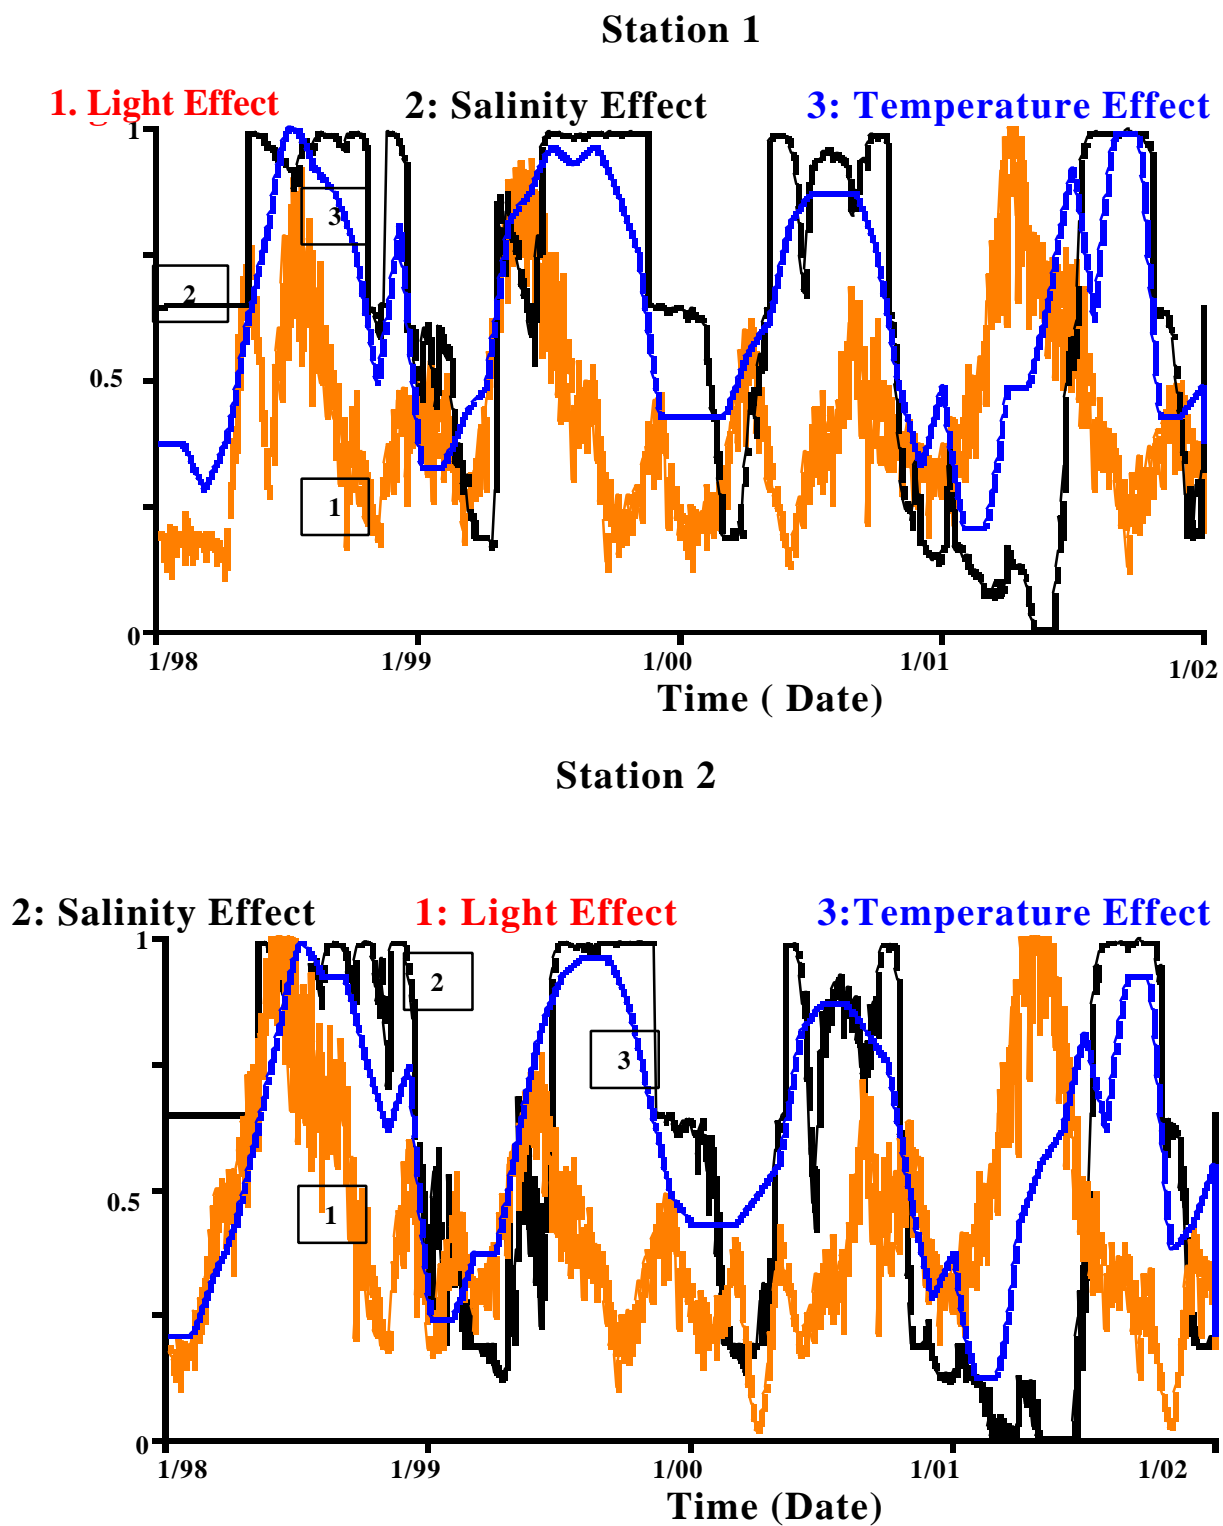 Station 1
1. Light Effect 2: Salinity Effect 3: Temperature Effect
1
3
2
0.5
1
0
1/98 1/99 1/00 1/01 1/02
Time ( Date)
Station 2
2: Salinity Effect 1: Light Effect 3:Temperature Effect
1
2
3
0.5
1
0
1/98 1/99 1/00 1/01 1/02
Time (Date)